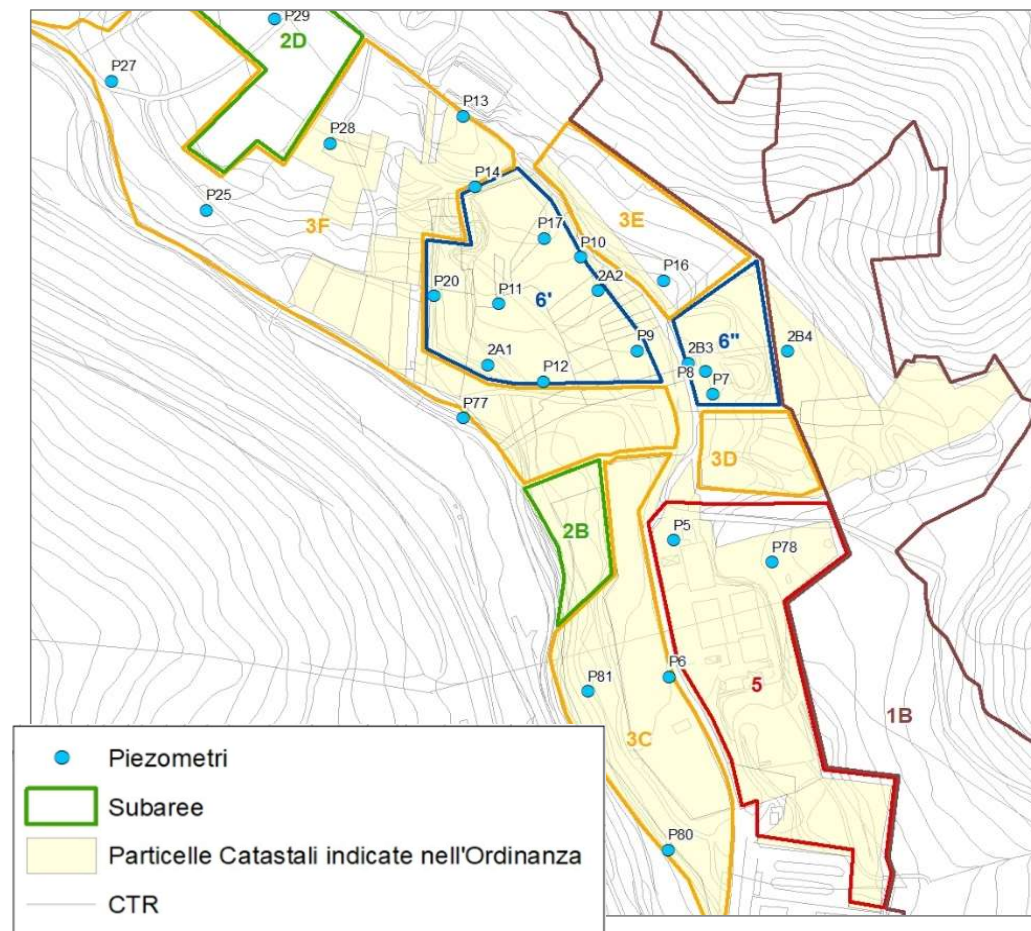 P29
2D
P27
P13
P28
P14
P25
3F
3E
P17
P10
P16
2A2
P20
P11
6'
P9
6"
2B4
2B3
2A1
P12
P8
P7
P77
3D
2B
P5
P78
P6
P81
5
1B
3C
P80
Piezometri
Subaree
Particelle Catastali indicate nell'Ordinanza
CTR